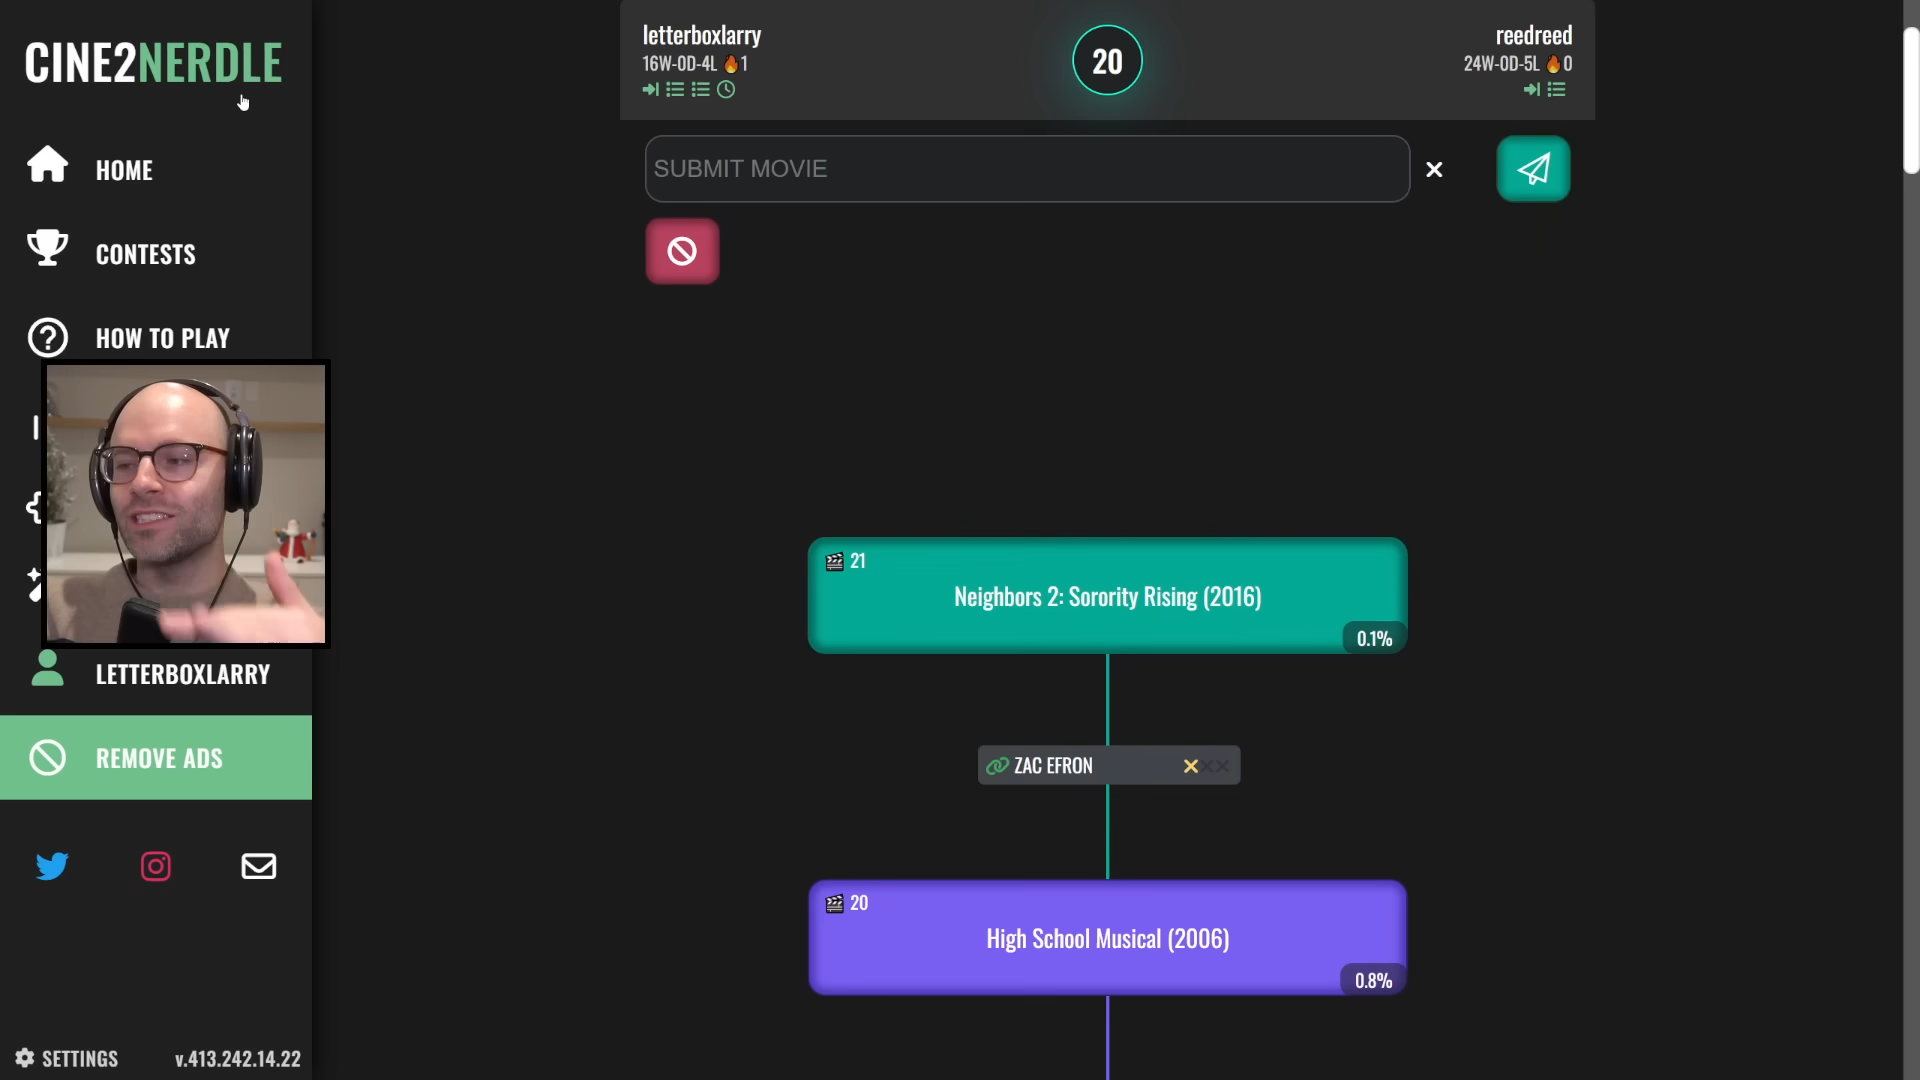 CINE2NERDLE
HOME
CONTESTS
HOW TO PLAY
LETTERBOXLARRY
REMOVE ADS
SETTINGS
v.413.242.14.22
letterboxlarry
16W-0D-4L 🔥1
20
reedreed
24W-0D-5L 🔥0
SUBMIT MOVIE
21
Neighbors 2: Sorority Rising (2016)
0.1%
ZAC EFRON
20
High School Musical (2006)
0.8%